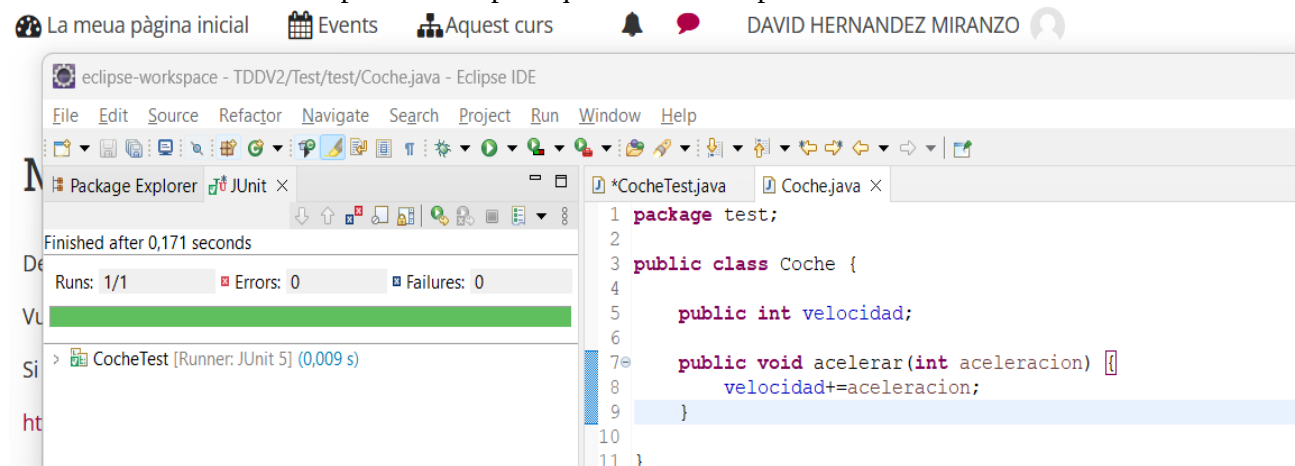 La meua pàgina inicial Events Aquest curs DAVID HERNANDEZ MIRANZO
eclipse-workspace - TDDV2/Test/test/Coche.java - Eclipse IDE
File Edit Source Refactor Navigate Search Project Run Window Help
Package Explorer JUnit
Finished after 0,171 seconds
Runs: 1/1 Errors: 0 Failures: 0
CocheTest [Runner: JUnit 5] (0,009 s)
*CocheTest.java Coche.java
1 package test;
2
3 public class Coche {
4
5 public int velocidad;
6
7 public void acelerar(int aceleracion) {
8 velocidad+=aceleracion;
9 }
10
11 }
Si